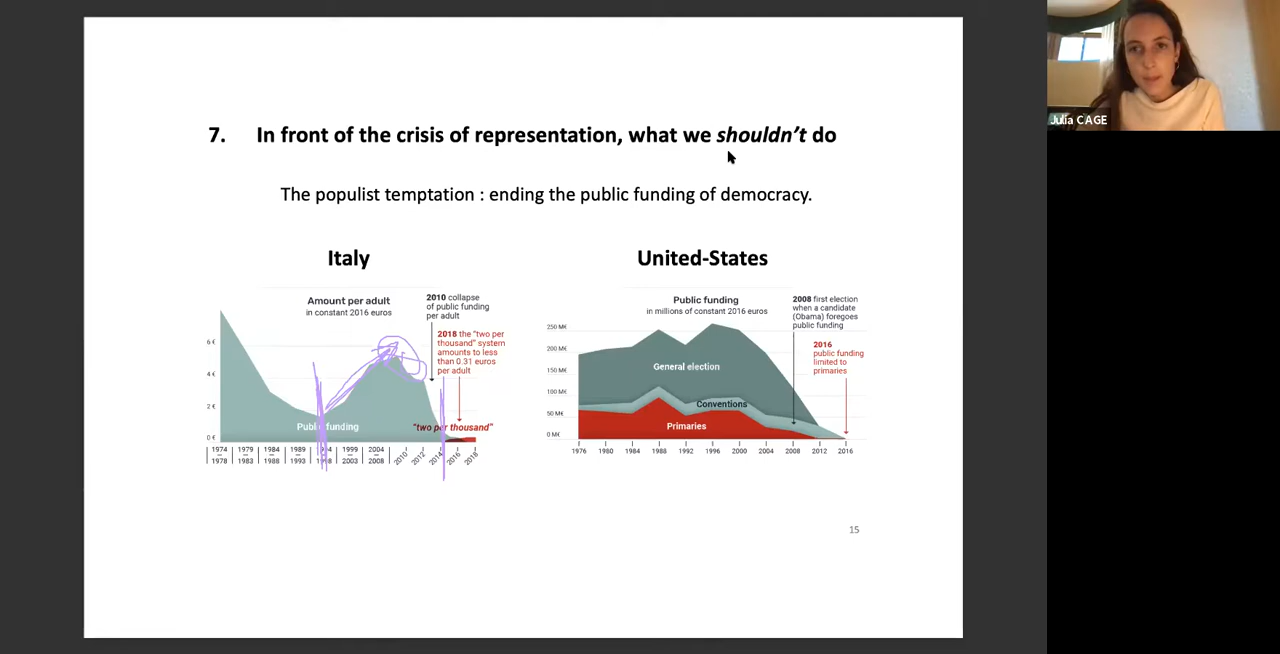 7. In front of the crisis of representation, what we shouldn't do
The populist temptation : ending the public funding of democracy.
Italy
Amount per adult
in constant 2016 euros
2010 collapse
of public funding
per adult
2018 the "two per
thousand" system
amounts to less
than 0.31 euros
per adult
6 €
4 €
2 €
0 €
Public funding
"two per thousand"
1974 1979 1984 1989 1999 2004
1978 1983 1988 1993 2003 2008
2010 2012 2014 2016 2018
United-States
Public funding
in millions of constant 2016 euros
2008 first election
when a candidate
(Obama) foregoes
public funding
2016
public funding
limited to
primaries
250 M€
200 M€
150 M€
100 M€
50 M€
0 M€
General election
Conventions
Primaries
1976 1980 1984 1988 1992 1996 2000 2004 2008 2012 2016
15
Julia CAGE